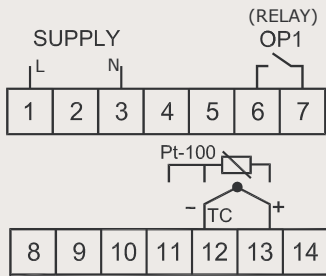 (RELAY)
SUPPLY OP1
L N
1 2 3 4 5 6 7
Pt-100
− TC +
8 9 10 11 12 13 14